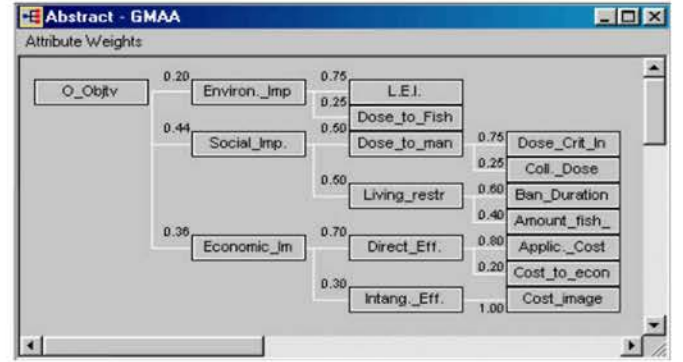 Abstract - GMAA
Attribute Weights
O_Objtv
0.20 Environ._Imp 0.75 L.E.I.
0.25 Dose_to_Fish
0.44 Social_Imp. 0.50 Dose_to_man 0.75 Dose_Crit_In
0.25 Coll._Dose
0.50 Living_restr 0.60 Ban_Duration
0.40 Amount_fish_
0.36 Economic_Im 0.70 Direct_Eff. 0.80 Applic._Cost
0.20 Cost_to_econ
0.30 Intang._Eff. 1.00 Cost_image